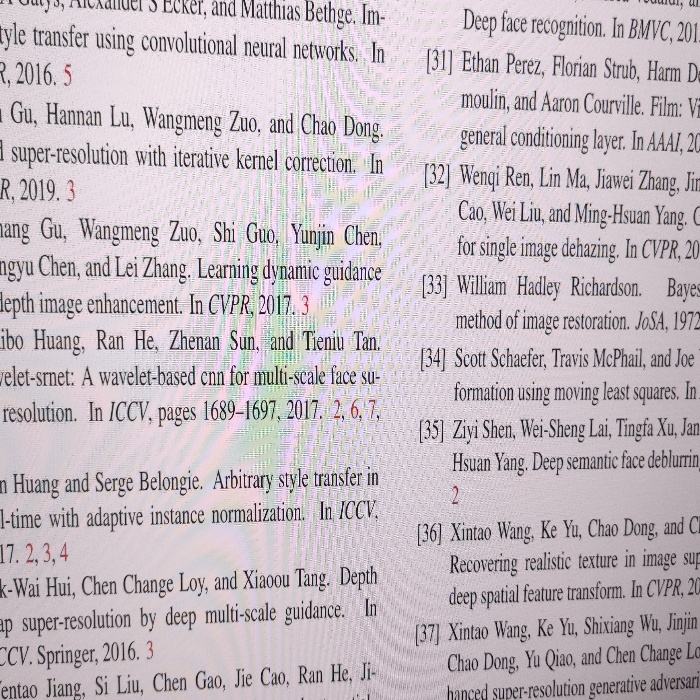 Alexander S Ecker, and Matthias Bethge. Im-
tyle transfer using convolutional neural networks. In
R, 2016. 5
Gu, Hannan Lu, Wangmeng Zuo, and Chao Dong.
super-resolution with iterative kernel correction. In
R, 2019. 3
ang Gu, Wangmeng Zuo, Shi Guo, Yunjin Chen,
ngyu Chen, and Lei Zhang. Learning dynamic guidance
depth image enhancement. In CVPR, 2017. 3
ibo Huang, Ran He, Zhenan Sun, and Tieniu Tan.
velet-srnet: A wavelet-based cnn for multi-scale face su-
resolution. In ICCV, pages 1689–1697, 2017. 2, 6, 7,
n Huang and Serge Belongie. Arbitrary style transfer in
l-time with adaptive instance normalization. In ICCV,
17. 2, 3, 4
k-Wai Hui, Chen Change Loy, and Xiaoou Tang. Depth
ap super-resolution by deep multi-scale guidance. In
CCV. Springer, 2016. 3
entao Jiang, Si Liu, Chen Gao, Jie Cao, Ran He, Ji-
Deep face recognition. In BMVC, 201
[31] Ethan Perez, Florian Strub, Harm D
moulin, and Aaron Courville. Film: Vi
general conditioning layer. In AAAI, 20
[32] Wenqi Ren, Lin Ma, Jiawei Zhang, Jin
Cao, Wei Liu, and Ming-Hsuan Yang. G
for single image dehazing. In CVPR, 20
[33] William Hadley Richardson. Bayes
method of image restoration. JoSA, 1972
[34] Scott Schaefer, Travis McPhail, and Joe
formation using moving least squares. In
[35] Ziyi Shen, Wei-Sheng Lai, Tingfa Xu, Jan
Hsuan Yang. Deep semantic face deblurrin
2
[36] Xintao Wang, Ke Yu, Chao Dong, and Ch
Recovering realistic texture in image sup
deep spatial feature transform. In CVPR, 20
[37] Xintao Wang, Ke Yu, Shixiang Wu, Jinjin
Chao Dong, Yu Qiao, and Chen Change Lo
hanced super-resolution generative adversari